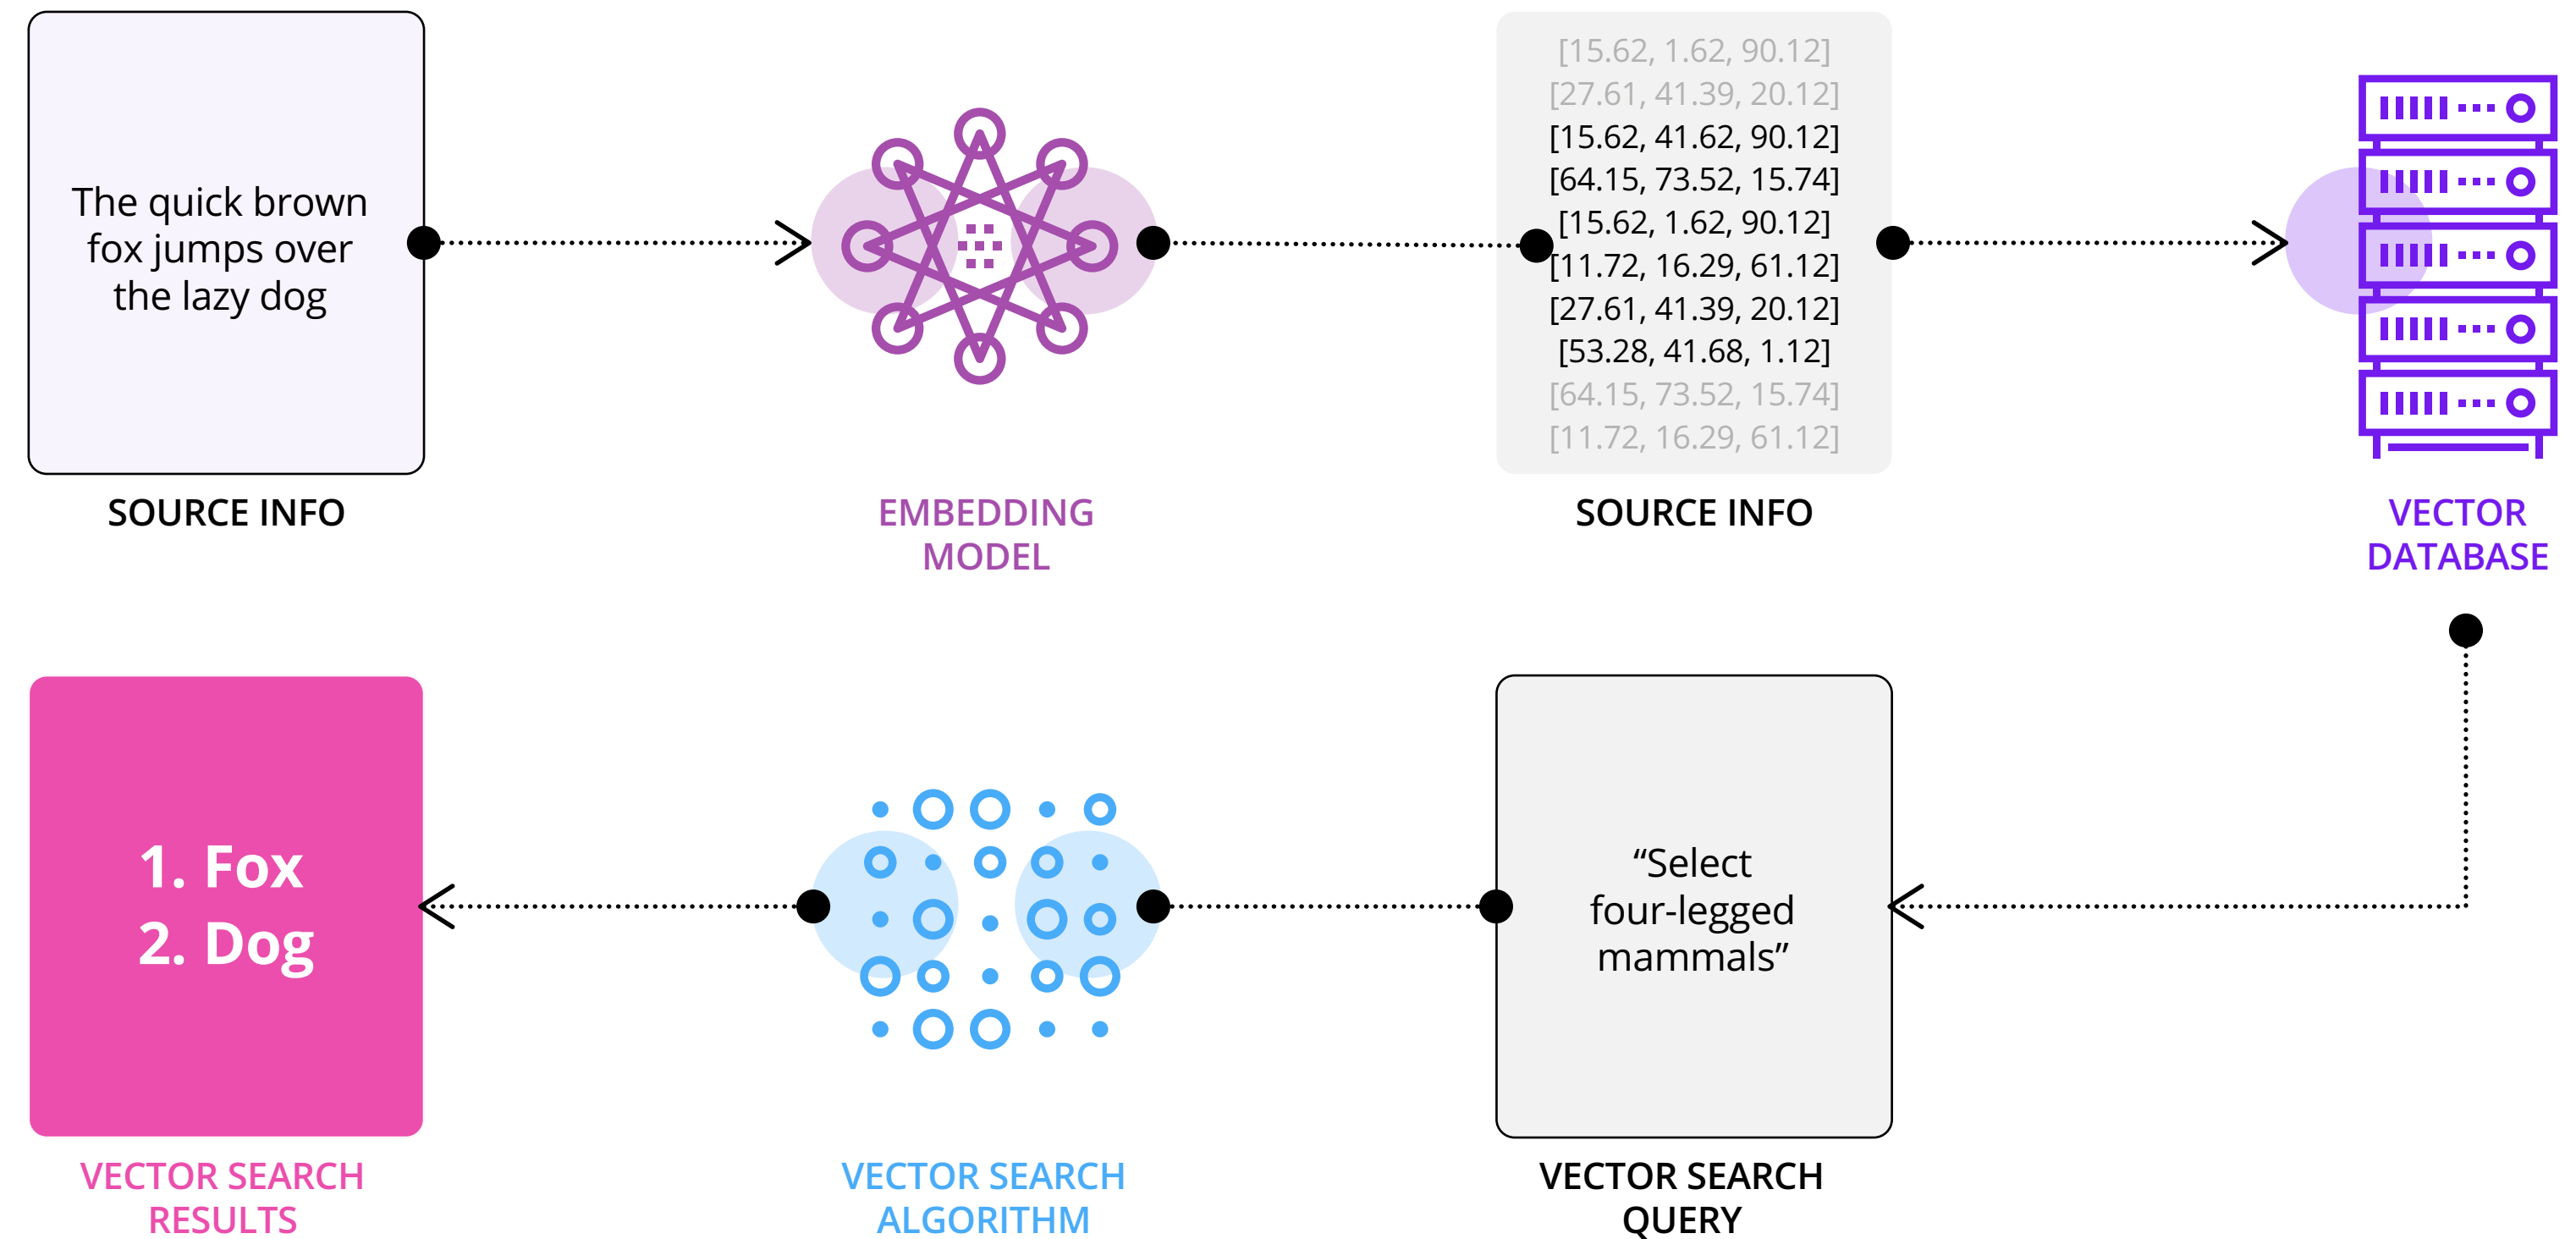 The quick brown
fox jumps over
the lazy dog
SOURCE INFO
EMBEDDING
MODEL
[15.62, 1.62, 90.12]
[27.61, 41.39, 20.12]
[15.62, 41.62, 90.12]
[64.15, 73.52, 15.74]
[15.62, 1.62, 90.12]
[11.72, 16.29, 61.12]
[27.61, 41.39, 20.12]
[53.28, 41.68, 1.12]
[64.15, 73.52, 15.74]
[11.72, 16.29, 61.12]
SOURCE INFO
VECTOR
DATABASE
1. Fox
2. Dog
VECTOR SEARCH
RESULTS
VECTOR SEARCH
ALGORITHM
“Select
four-legged
mammals”
VECTOR SEARCH
QUERY